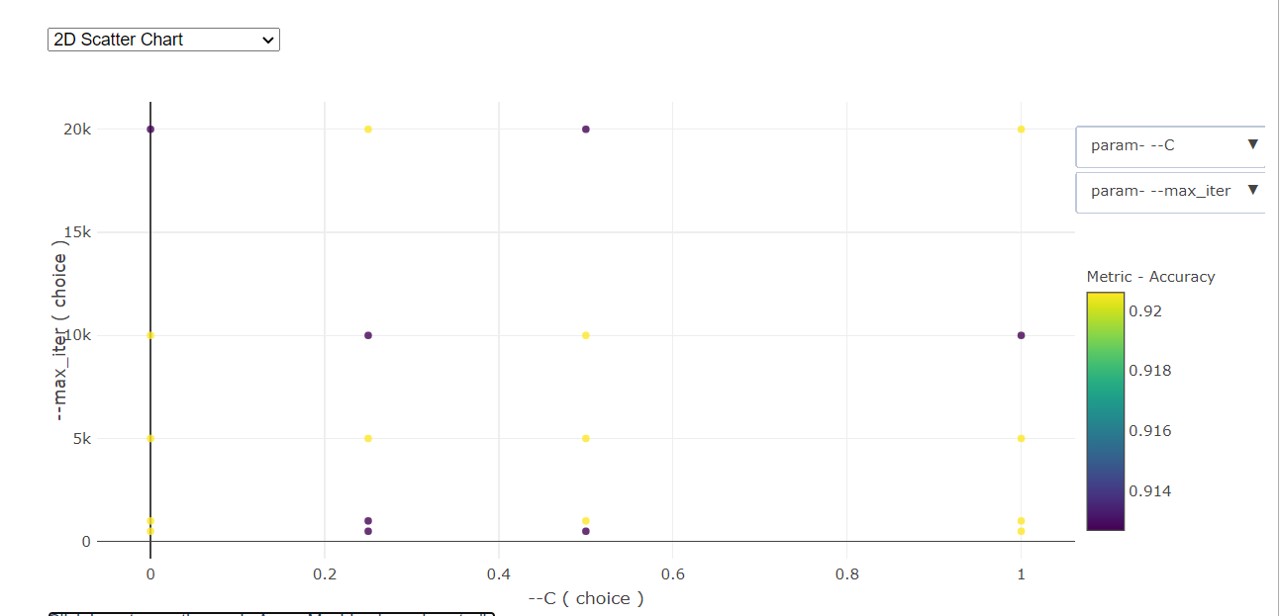 2D Scatter Chart
20k
15k
10k
5k
0
--max_iter ( choice )
0 0.2 0.4 0.6 0.8 1
--C ( choice )
param- --C ▼
param- --max_iter ▼
Metric - Accuracy
0.92
0.918
0.916
0.914